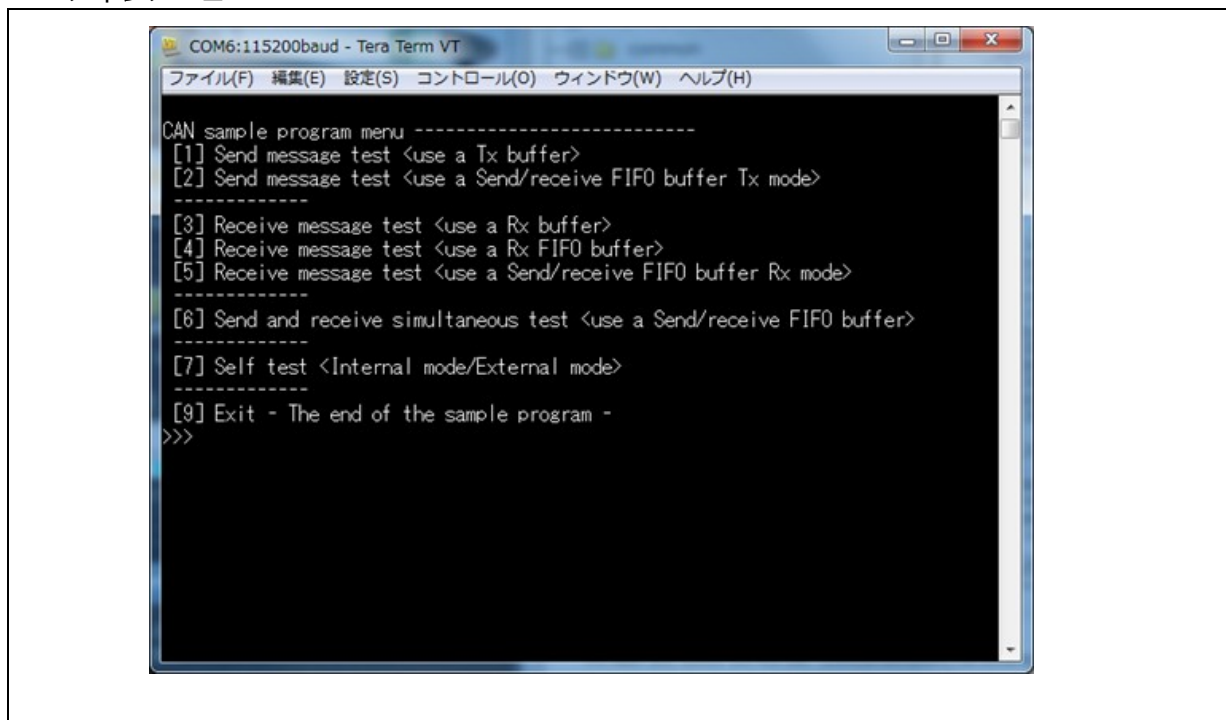 COM6:115200baud - Tera Term VT
ファイル(F) 編集(E) 設定(S) コントロール(O) ウィンドウ(W) ヘルプ(H)
CAN sample program menu ---------------------------
[1] Send message test <use a Tx buffer>
[2] Send message test <use a Send/receive FIFO buffer Tx mode>
-------------
[3] Receive message test <use a Rx buffer>
[4] Receive message test <use a Rx FIFO buffer>
[5] Receive message test <use a Send/receive FIFO buffer Rx mode>
-------------
[6] Send and receive simultaneous test <use a Send/receive FIFO buffer>
-------------
[7] Self test <Internal mode/External mode>
-------------
[9] Exit - The end of the sample program -
>>>